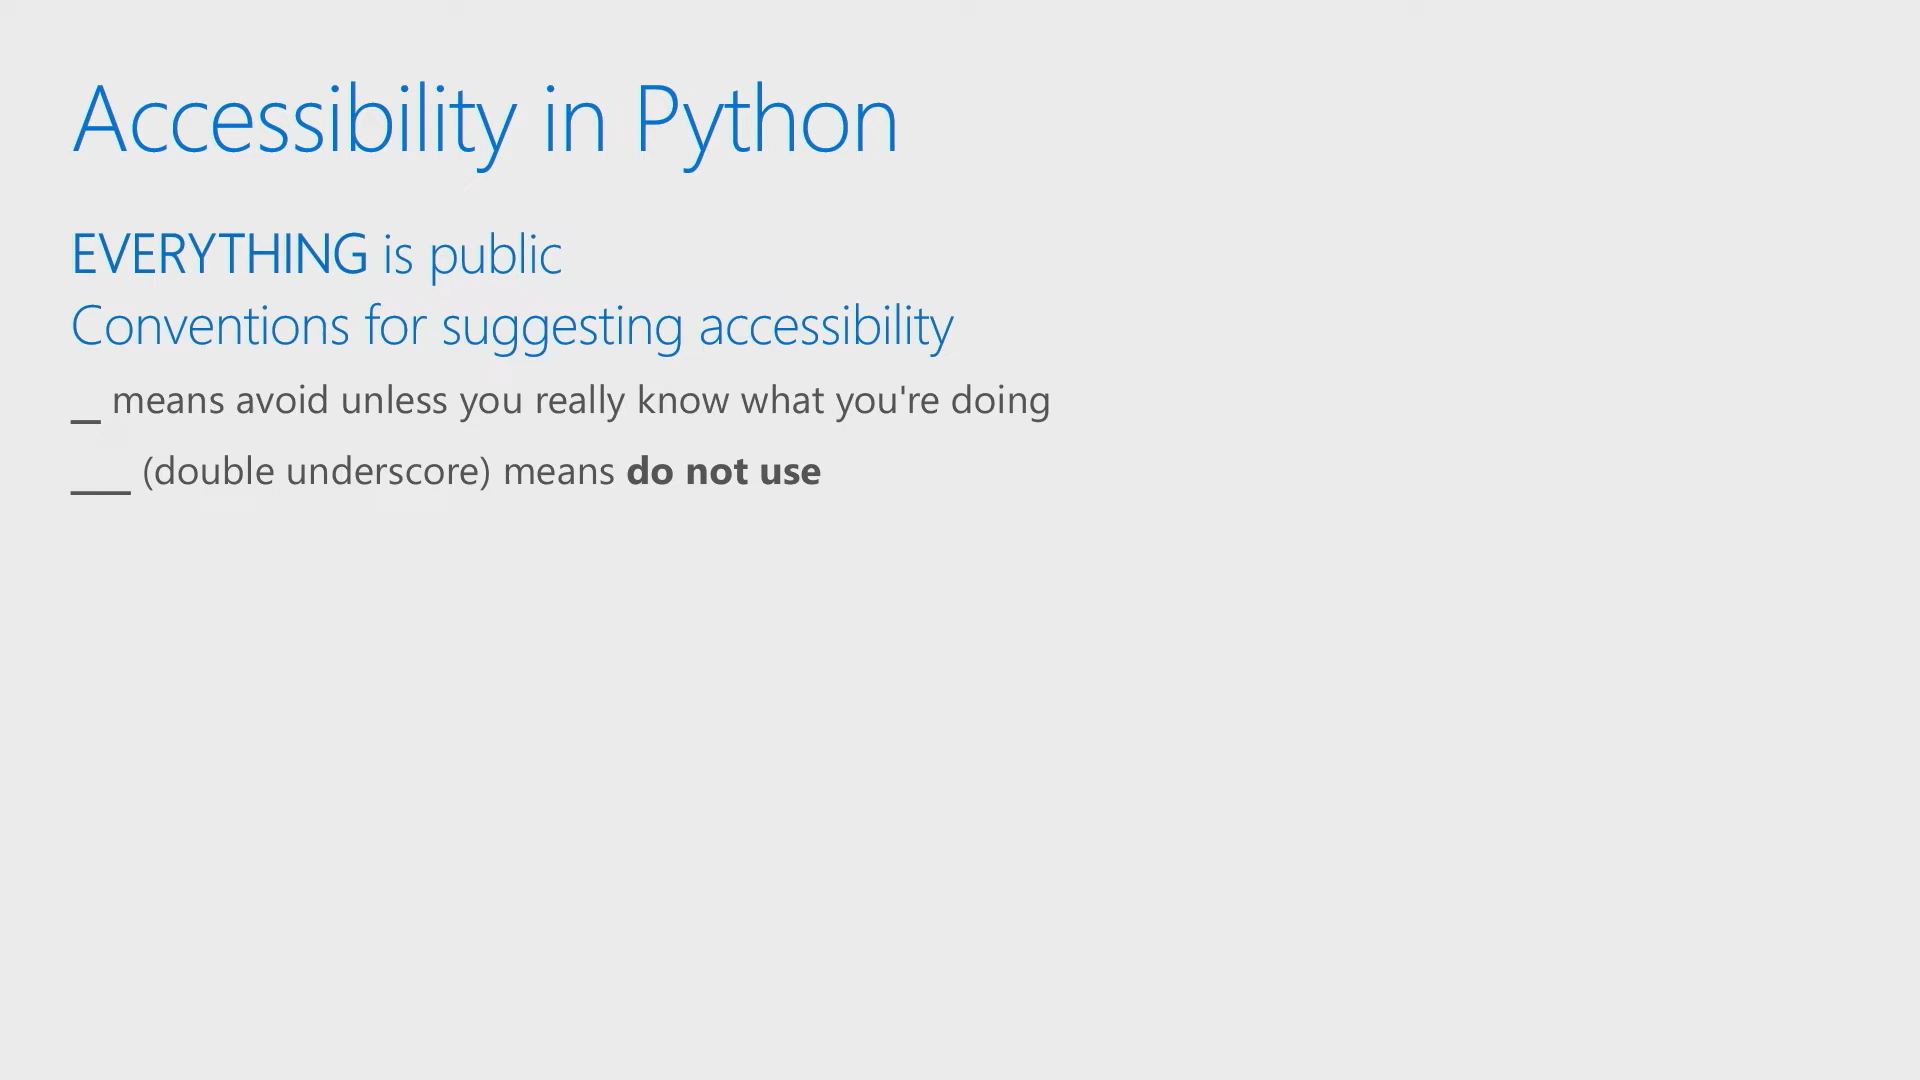 Accessibility in Python
EVERYTHING is public
Conventions for suggesting accessibility
_ means avoid unless you really know what you're doing
__ (double underscore) means do not use